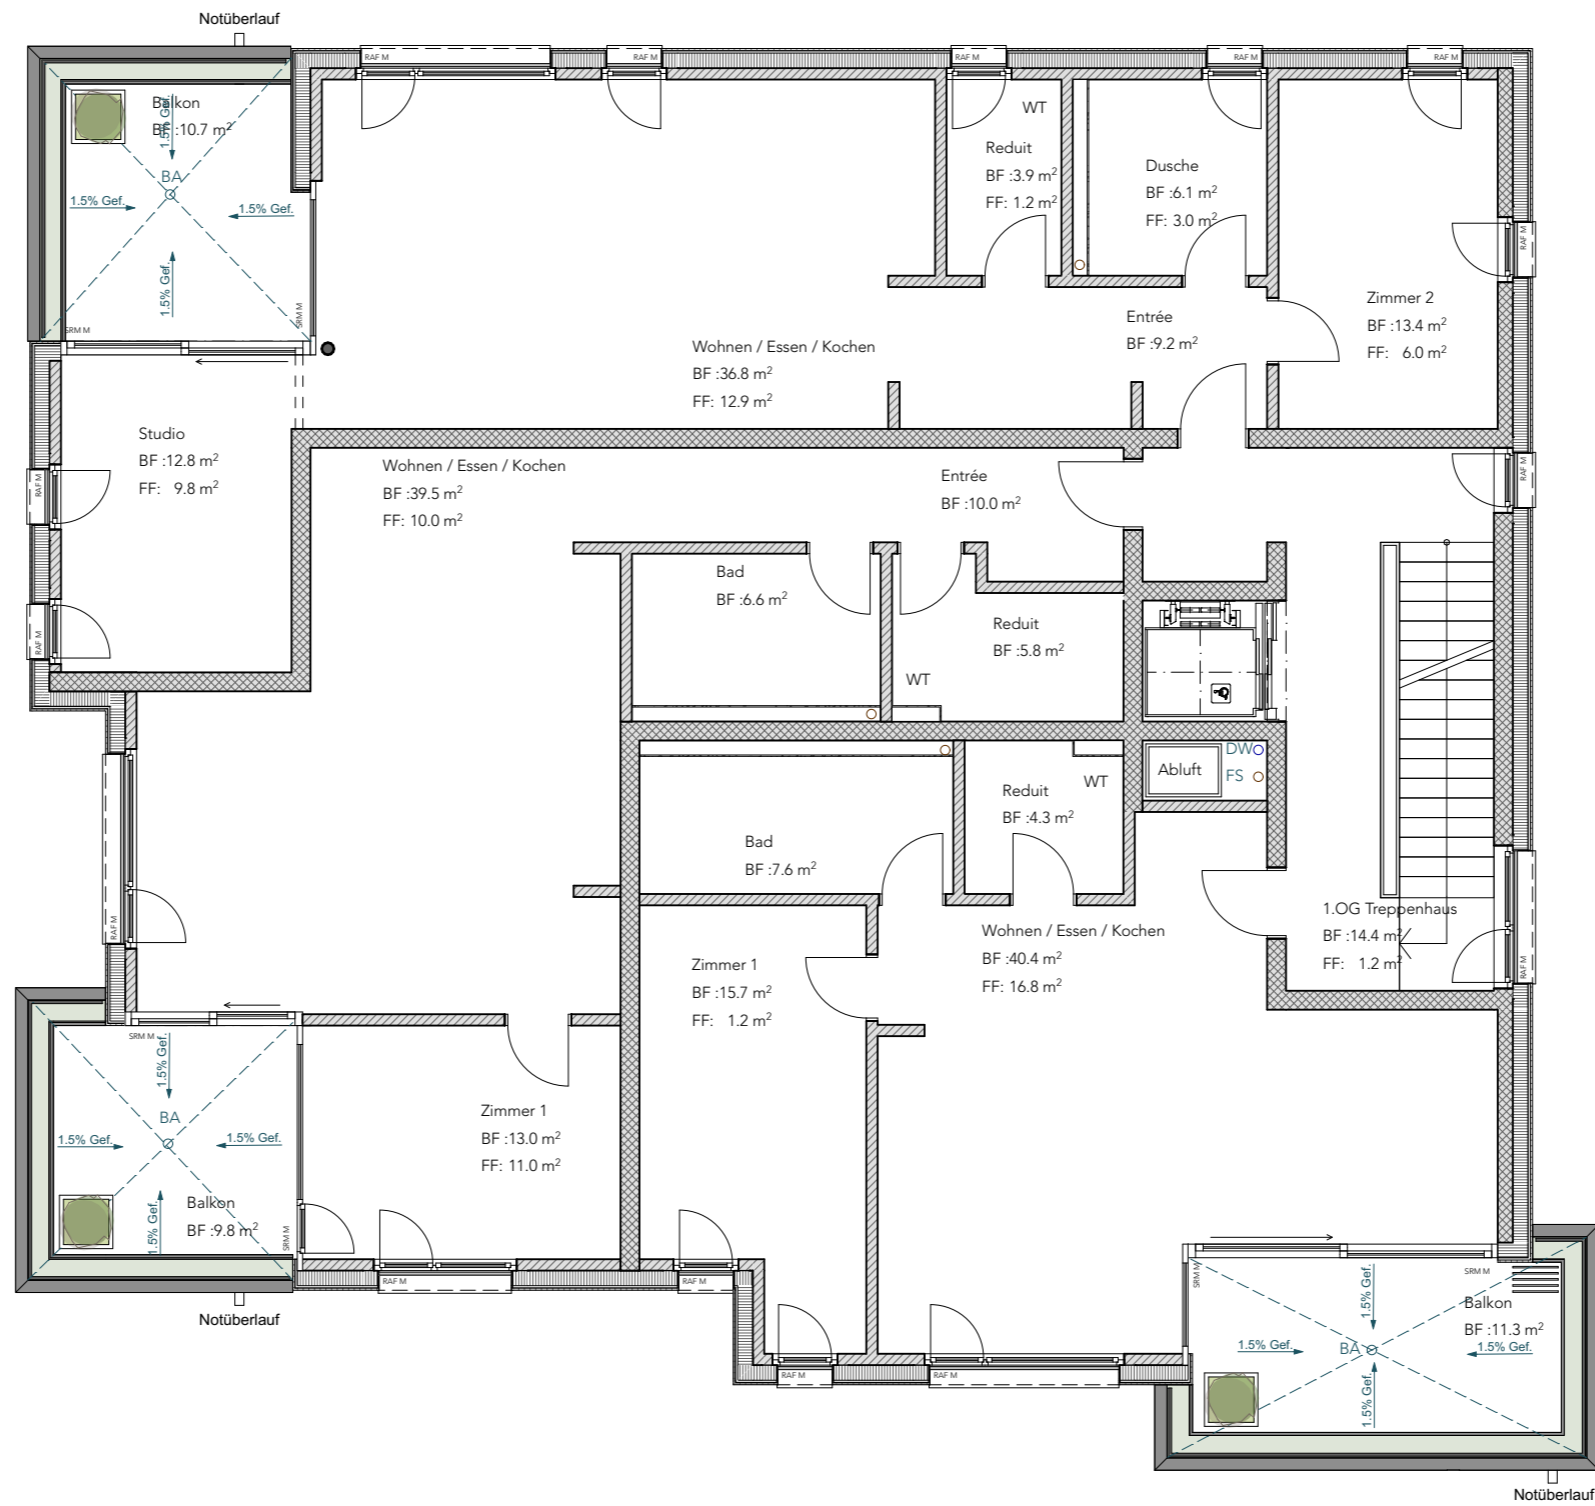 Notüberlauf
RAF M
RAF M
RAF M
RAF M
RAF M
Balkon
BF :10.7 m²
1.5% Gef.
BA
1.5% Gef.
1.5% Gef.
1.5% Gef.
SRM M
SRM M
WT
Reduit
BF :3.9 m²
FF: 1.2 m²
Dusche
BF :6.1 m²
FF: 3.0 m²
RAF M
Zimmer 2
BF :13.4 m²
FF: 6.0 m²
Entrée
BF :9.2 m²
Wohnen / Essen / Kochen
BF :36.8 m²
FF: 12.9 m²
Studio
BF :12.8 m²
FF: 9.8 m²
RAF M
RAF M
Wohnen / Essen / Kochen
BF :39.5 m²
FF: 10.0 m²
Entrée
BF :10.0 m²
RAF M
Bad
BF :6.6 m²
Reduit
BF :5.8 m²
WT
DW
Abluft
FS
Reduit
BF :4.3 m²
WT
Bad
BF :7.6 m²
RAF M
1.OG Treppenhaus
BF :14.4 m²
FF: 1.2 m²
RAF M
Wohnen / Essen / Kochen
BF :40.4 m²
FF: 16.8 m²
Zimmer 1
BF :15.7 m²
FF: 1.2 m²
SRM M
1.5% Gef.
BA
1.5% Gef.
1.5% Gef.
1.5% Gef.
Balkon
BF :9.8 m²
SRM M
Zimmer 1
BF :13.0 m²
FF: 11.0 m²
RAF M
RAF M
Notüberlauf
RAF M
RAF M
SRM M
SRM M
1.5% Gef.
Balkon
BF :11.3 m²
1.5% Gef.
BA
1.5% Gef.
1.5% Gef.
Notüberlauf